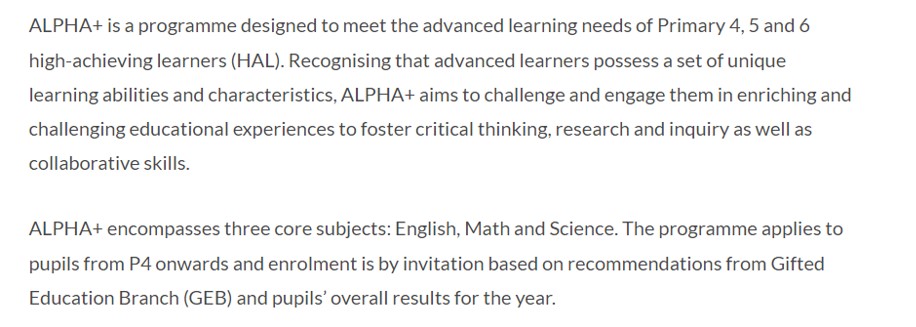 ALPHA+ is a programme designed to meet the advanced learning needs of Primary 4, 5 and 6
high-achieving learners (HAL). Recognising that advanced learners possess a set of unique
learning abilities and characteristics, ALPHA+ aims to challenge and engage them in enriching and
challenging educational experiences to foster critical thinking, research and inquiry as well as
collaborative skills.
ALPHA+ encompasses three core subjects: English, Math and Science. The programme applies to
pupils from P4 onwards and enrolment is by invitation based on recommendations from Gifted
Education Branch (GEB) and pupils’ overall results for the year.